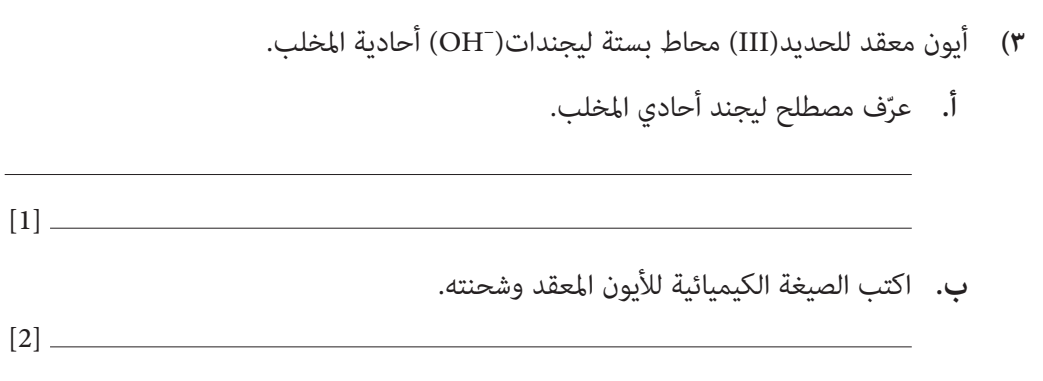 ٣) أيون معقد للحديد(III) محاط بستة ليجندات(OH⁻) أحادية المخلب.
أ. عرّف مصطلح ليجند أحادي المخلب.
[1]
ب. اكتب الصيغة الكيميائية للأيون المعقد وشحنته.
[2]